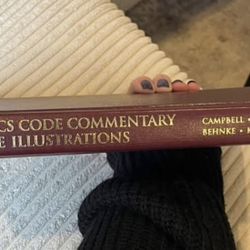 CS CODE COMMENTARY
E ILLUSTRATIONS
CAMPBELL •
BEHNKE •